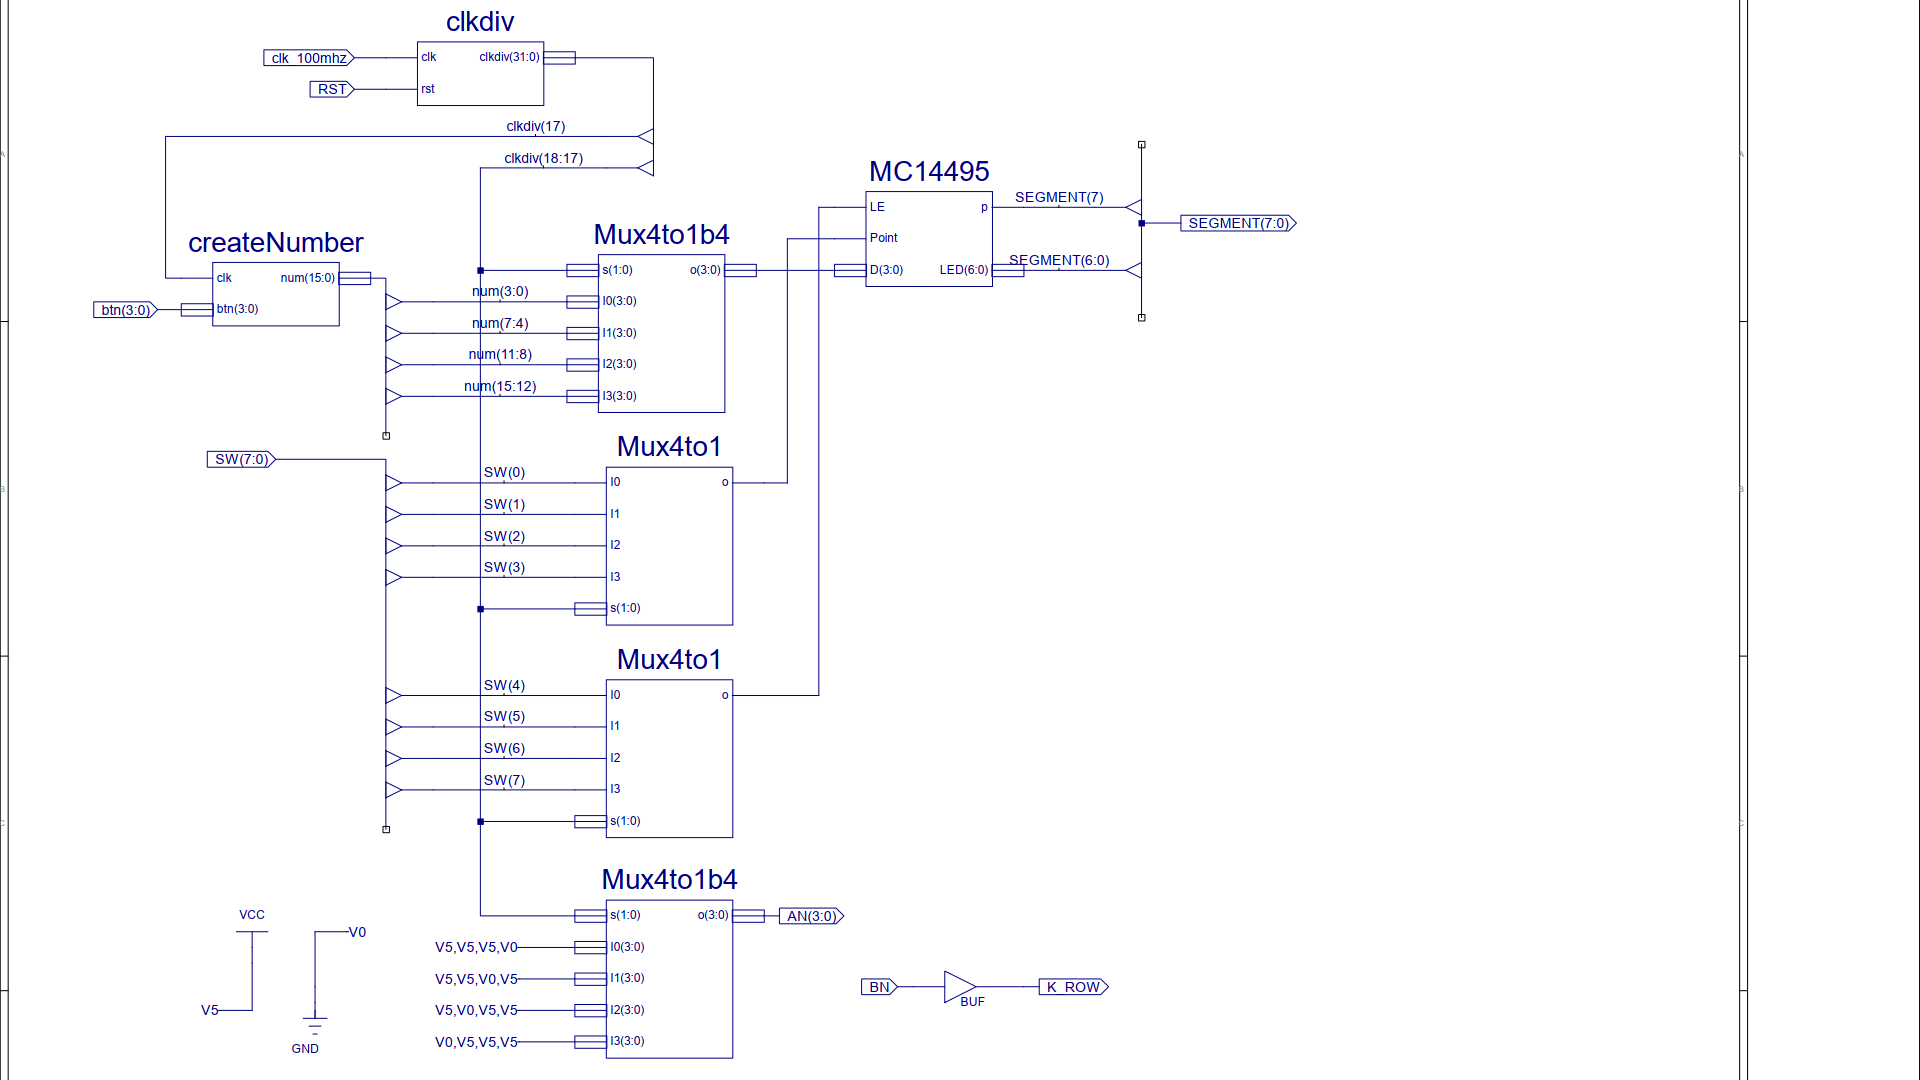 clkdiv
clk_100mhz
clk
clkdiv(31:0)
RST
rst
clkdiv(17)
clkdiv(18:17)
createNumber
clk
num(15:0)
btn(3:0)
btn(3:0)
num(3:0)
num(7:4)
num(11:8)
num(15:12)
Mux4to1b4
s(1:0)
o(3:0)
I0(3:0)
I1(3:0)
I2(3:0)
I3(3:0)
MC14495
LE
p
Point
D(3:0)
LED(6:0)
SEGMENT(7)
SEGMENT(7:0)
SEGMENT(6:0)
SW(7:0)
Mux4to1
SW(0)
I0
o
SW(1)
I1
SW(2)
I2
SW(3)
I3
s(1:0)
Mux4to1
SW(4)
I0
o
SW(5)
I1
SW(6)
I2
SW(7)
I3
s(1:0)
Mux4to1b4
s(1:0)
o(3:0)
AN(3:0)
V5,V5,V5,V0
I0(3:0)
V5,V5,V0,V5
I1(3:0)
V5,V0,V5,V5
I2(3:0)
V0,V5,V5,V5
I3(3:0)
VCC
V0
V5
GND
BN
BUF
K_ROW
A
A
B
B
C
C